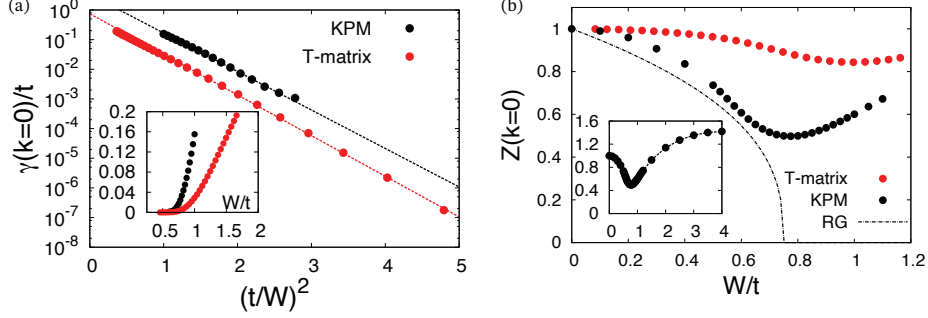 (a)
γ(k=0)/t
10^1
10^0
10^-1
10^-2
10^-3
10^-4
10^-5
10^-6
10^-7
10^-8
KPM
T-matrix
0.2
0.16
0.12
0.08
0.04
0
0.5 1 1.5 2
W/t
0 1 2 3 4 5
(t/W)^2
(b)
Z(k=0)
1.2
1
0.8
0.6
0.4
0.2
0
1.6
1.2
0.8
0.4
0
0 1 2 3 4
T-matrix
KPM
RG
0 0.2 0.4 0.6 0.8 1 1.2
W/t